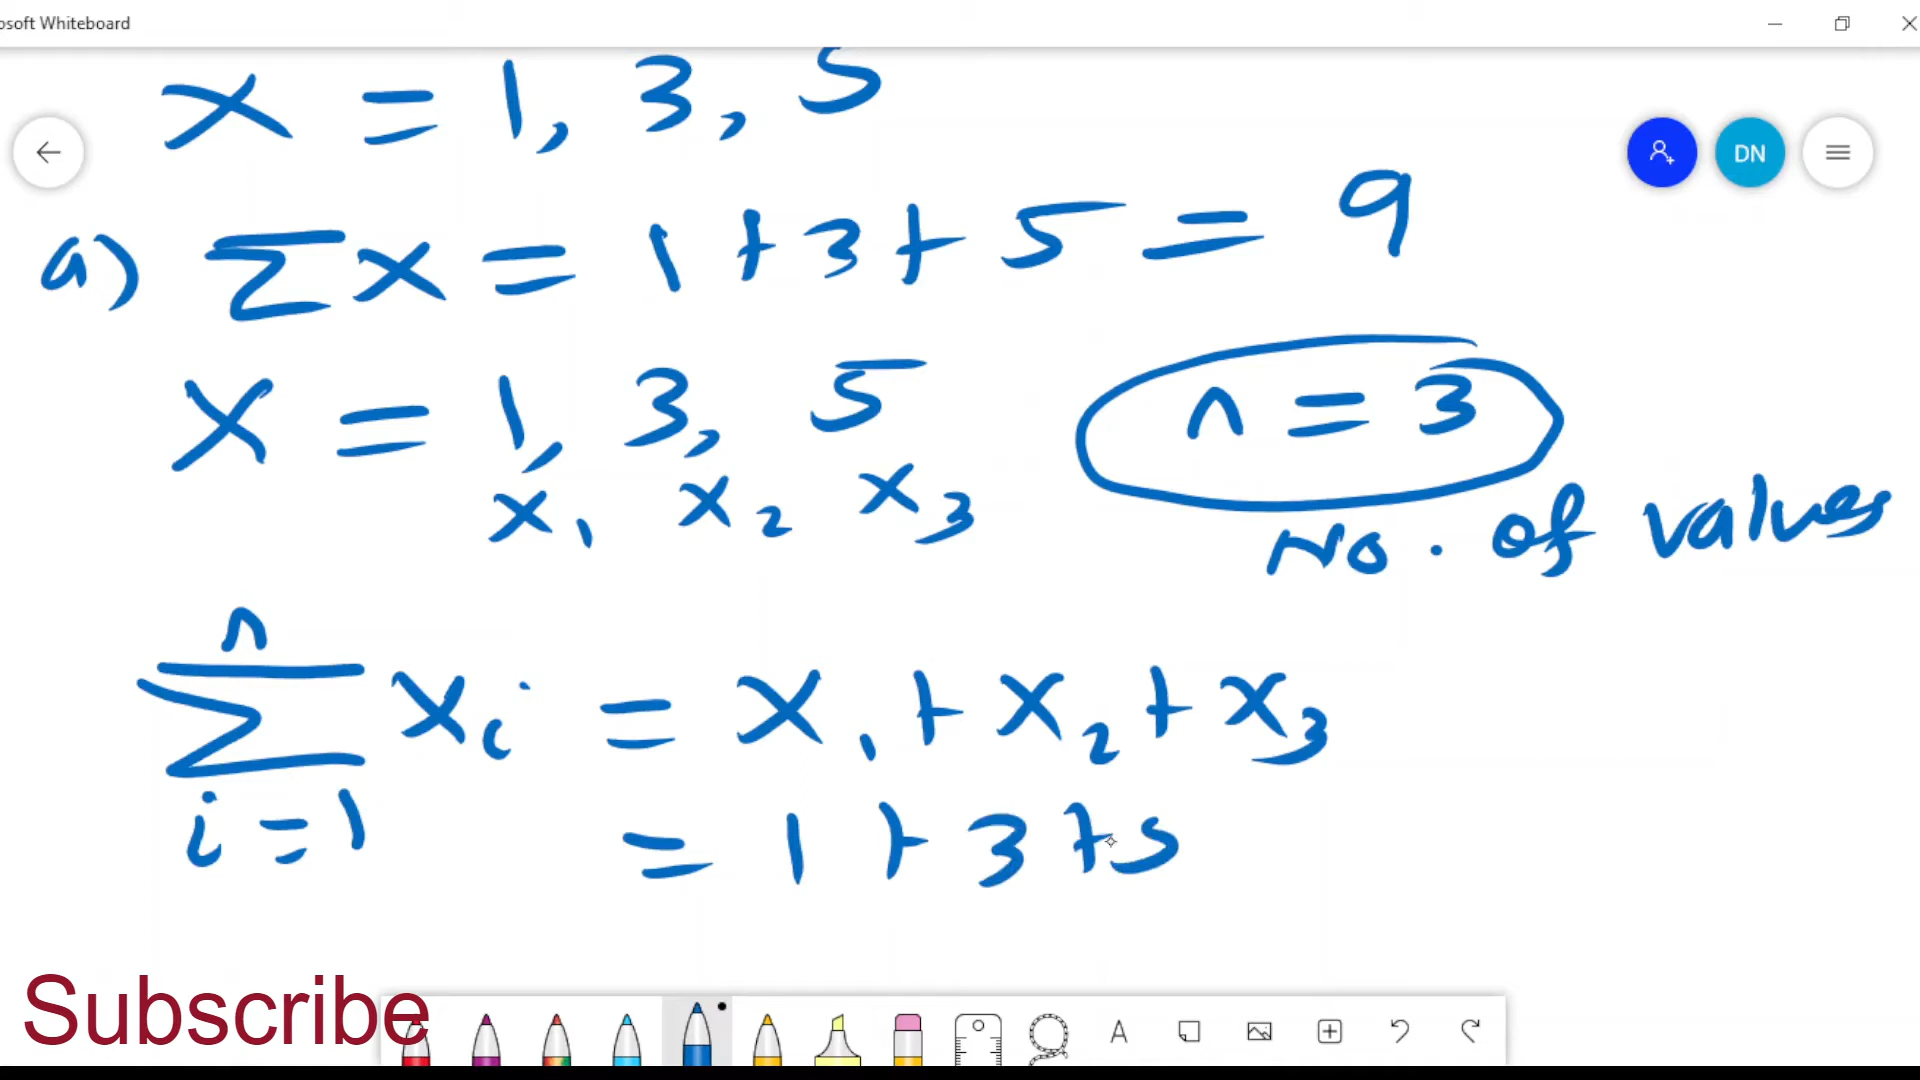 osoft Whiteboard
x = 1, 3, 5
DN
a) Σx = 1 + 3 + 5 = 9
x = 1, 3, 5
n = 3
x₁ x₂ x₃
No. of values
n
Σ xᵢ = x₁ + x₂ + x₃
i = 1
= 1 + 3 + 5
Subscribe
A